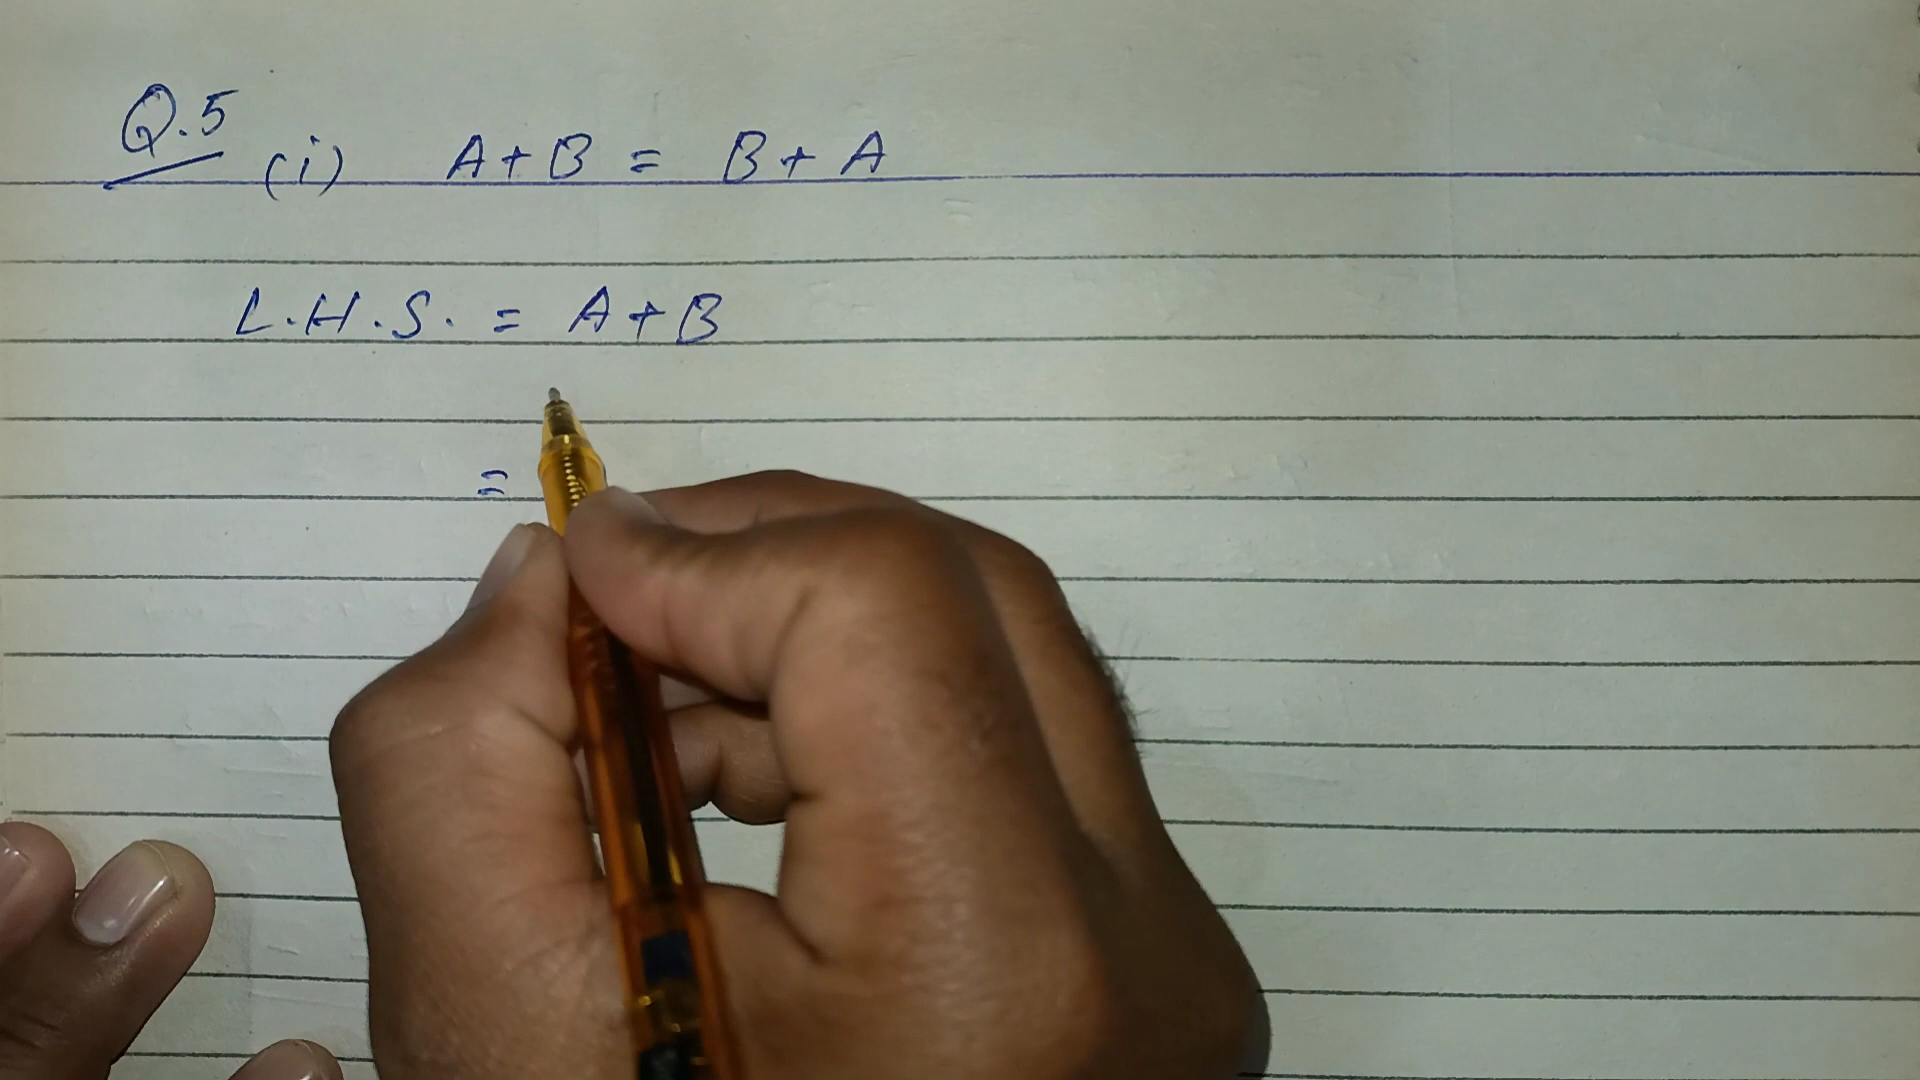 Q.5 (i) A+B = B+A
L.H.S. = A+B
=